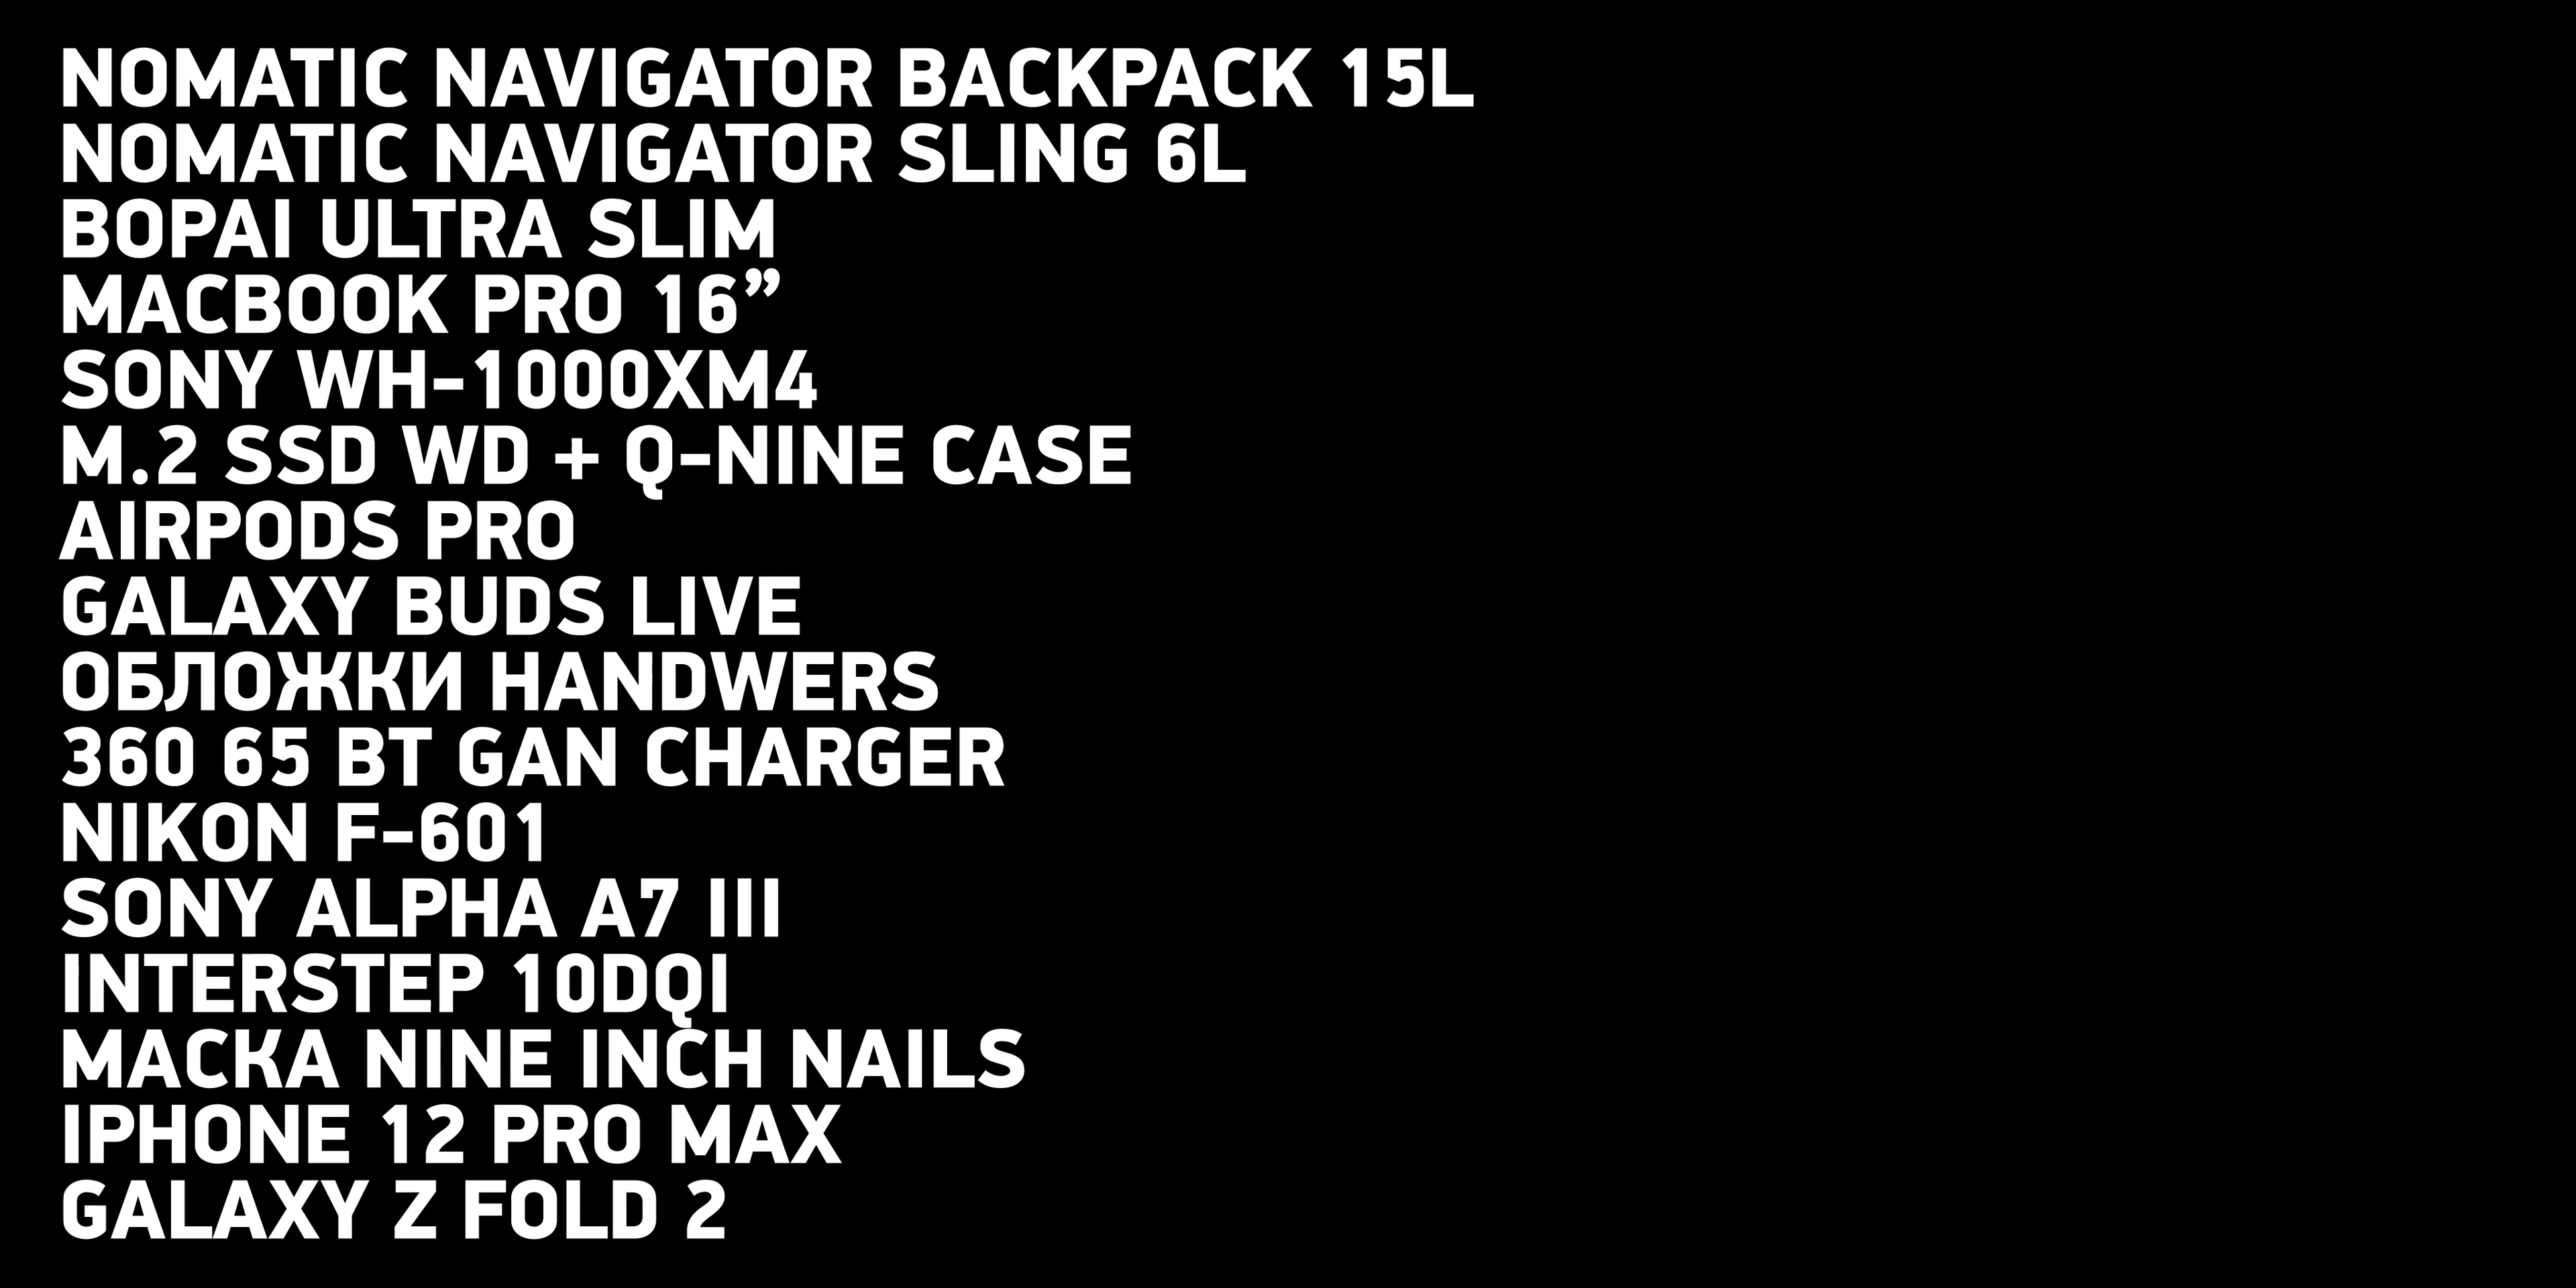 NOMATIC NAVIGATOR BACKPACK 15L
NOMATIC NAVIGATOR SLING 6L
BOPAI ULTRA SLIM
MACBOOK PRO 16”
SONY WH-1000XM4
M.2 SSD WD + Q-NINE CASE
AIRPODS PRO
GALAXY BUDS LIVE
ОБЛОЖКИ HANDWERS
360 65 ВТ GAN CHARGER
NIKON F-601
SONY ALPHA A7 III
INTERSTEP 10DQI
МАСКА NINE INCH NAILS
IPHONE 12 PRO MAX
GALAXY Z FOLD 2